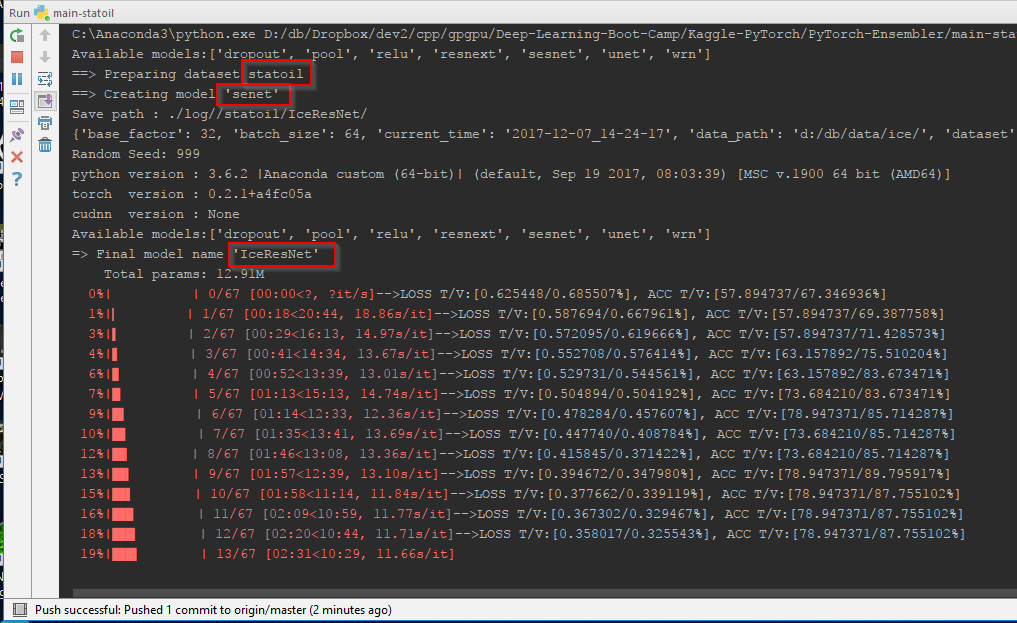 Run main-statoil
C:\Anaconda3\python.exe D:/db/Dropbox/dev2/cpp/gpgpu/Deep-Learning-Boot-Camp/Kaggle-PyTorch/PyTorch-Ensembler/main-sta
Available models:['dropout', 'pool', 'relu', 'resnext', 'sesnet', 'unet', 'wrn']
==> Preparing dataset statoil
==> Creating model 'senet'
Save path : ./log//statoil/IceResNet/
{'base_factor': 32, 'batch_size': 64, 'current_time': '2017-12-07_14-24-17', 'data_path': 'd:/db/data/ice/', 'dataset'
Random Seed: 999
python version : 3.6.2 |Anaconda custom (64-bit)| (default, Sep 19 2017, 08:03:39) [MSC v.1900 64 bit (AMD64)]
torch  version : 0.2.1+a4fc05a
cudnn  version : None
Available models:['dropout', 'pool', 'relu', 'resnext', 'sesnet', 'unet', 'wrn']
=> Final model name 'IceResNet'
Total params: 12.91M
0%| | 0/67 [00:00<?, ?it/s]-->LOSS T/V:[0.625448/0.685507%], ACC T/V:[57.894737/67.346936%]
1%| | 1/67 [00:18<20:44, 18.86s/it]-->LOSS T/V:[0.587694/0.667961%], ACC T/V:[57.894737/69.387758%]
3%| | 2/67 [00:29<16:13, 14.97s/it]-->LOSS T/V:[0.572095/0.619666%], ACC T/V:[57.894737/71.428573%]
4%| | 3/67 [00:41<14:34, 13.67s/it]-->LOSS T/V:[0.552708/0.576414%], ACC T/V:[63.157892/75.510204%]
6%| | 4/67 [00:52<13:39, 13.01s/it]-->LOSS T/V:[0.529731/0.544561%], ACC T/V:[63.157892/83.673471%]
7%| | 5/67 [01:13<15:13, 14.74s/it]-->LOSS T/V:[0.504894/0.504192%], ACC T/V:[73.684210/83.673471%]
9%| | 6/67 [01:14<12:33, 12.36s/it]-->LOSS T/V:[0.478284/0.457607%], ACC T/V:[78.947371/85.714287%]
10%| | 7/67 [01:35<13:41, 13.69s/it]-->LOSS T/V:[0.447740/0.408784%], ACC T/V:[73.684210/85.714287%]
12%| | 8/67 [01:46<13:08, 13.36s/it]-->LOSS T/V:[0.415845/0.371422%], ACC T/V:[73.684210/85.714287%]
13%| | 9/67 [01:57<12:39, 13.10s/it]-->LOSS T/V:[0.394672/0.347980%], ACC T/V:[78.947371/89.795917%]
15%| | 10/67 [01:58<11:14, 11.84s/it]-->LOSS T/V:[0.377662/0.339119%], ACC T/V:[78.947371/87.755102%]
16%| | 11/67 [02:09<10:59, 11.77s/it]-->LOSS T/V:[0.367302/0.329467%], ACC T/V:[78.947371/87.755102%]
18%| | 12/67 [02:20<10:44, 11.71s/it]-->LOSS T/V:[0.358017/0.325543%], ACC T/V:[78.947371/87.755102%]
19%| | 13/67 [02:31<10:29, 11.66s/it]
Push successful: Pushed 1 commit to origin/master (2 minutes ago)